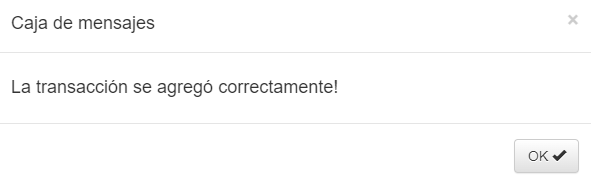 Caja de mensajes
×
La transacción se agregó correctamente!
OK ✔